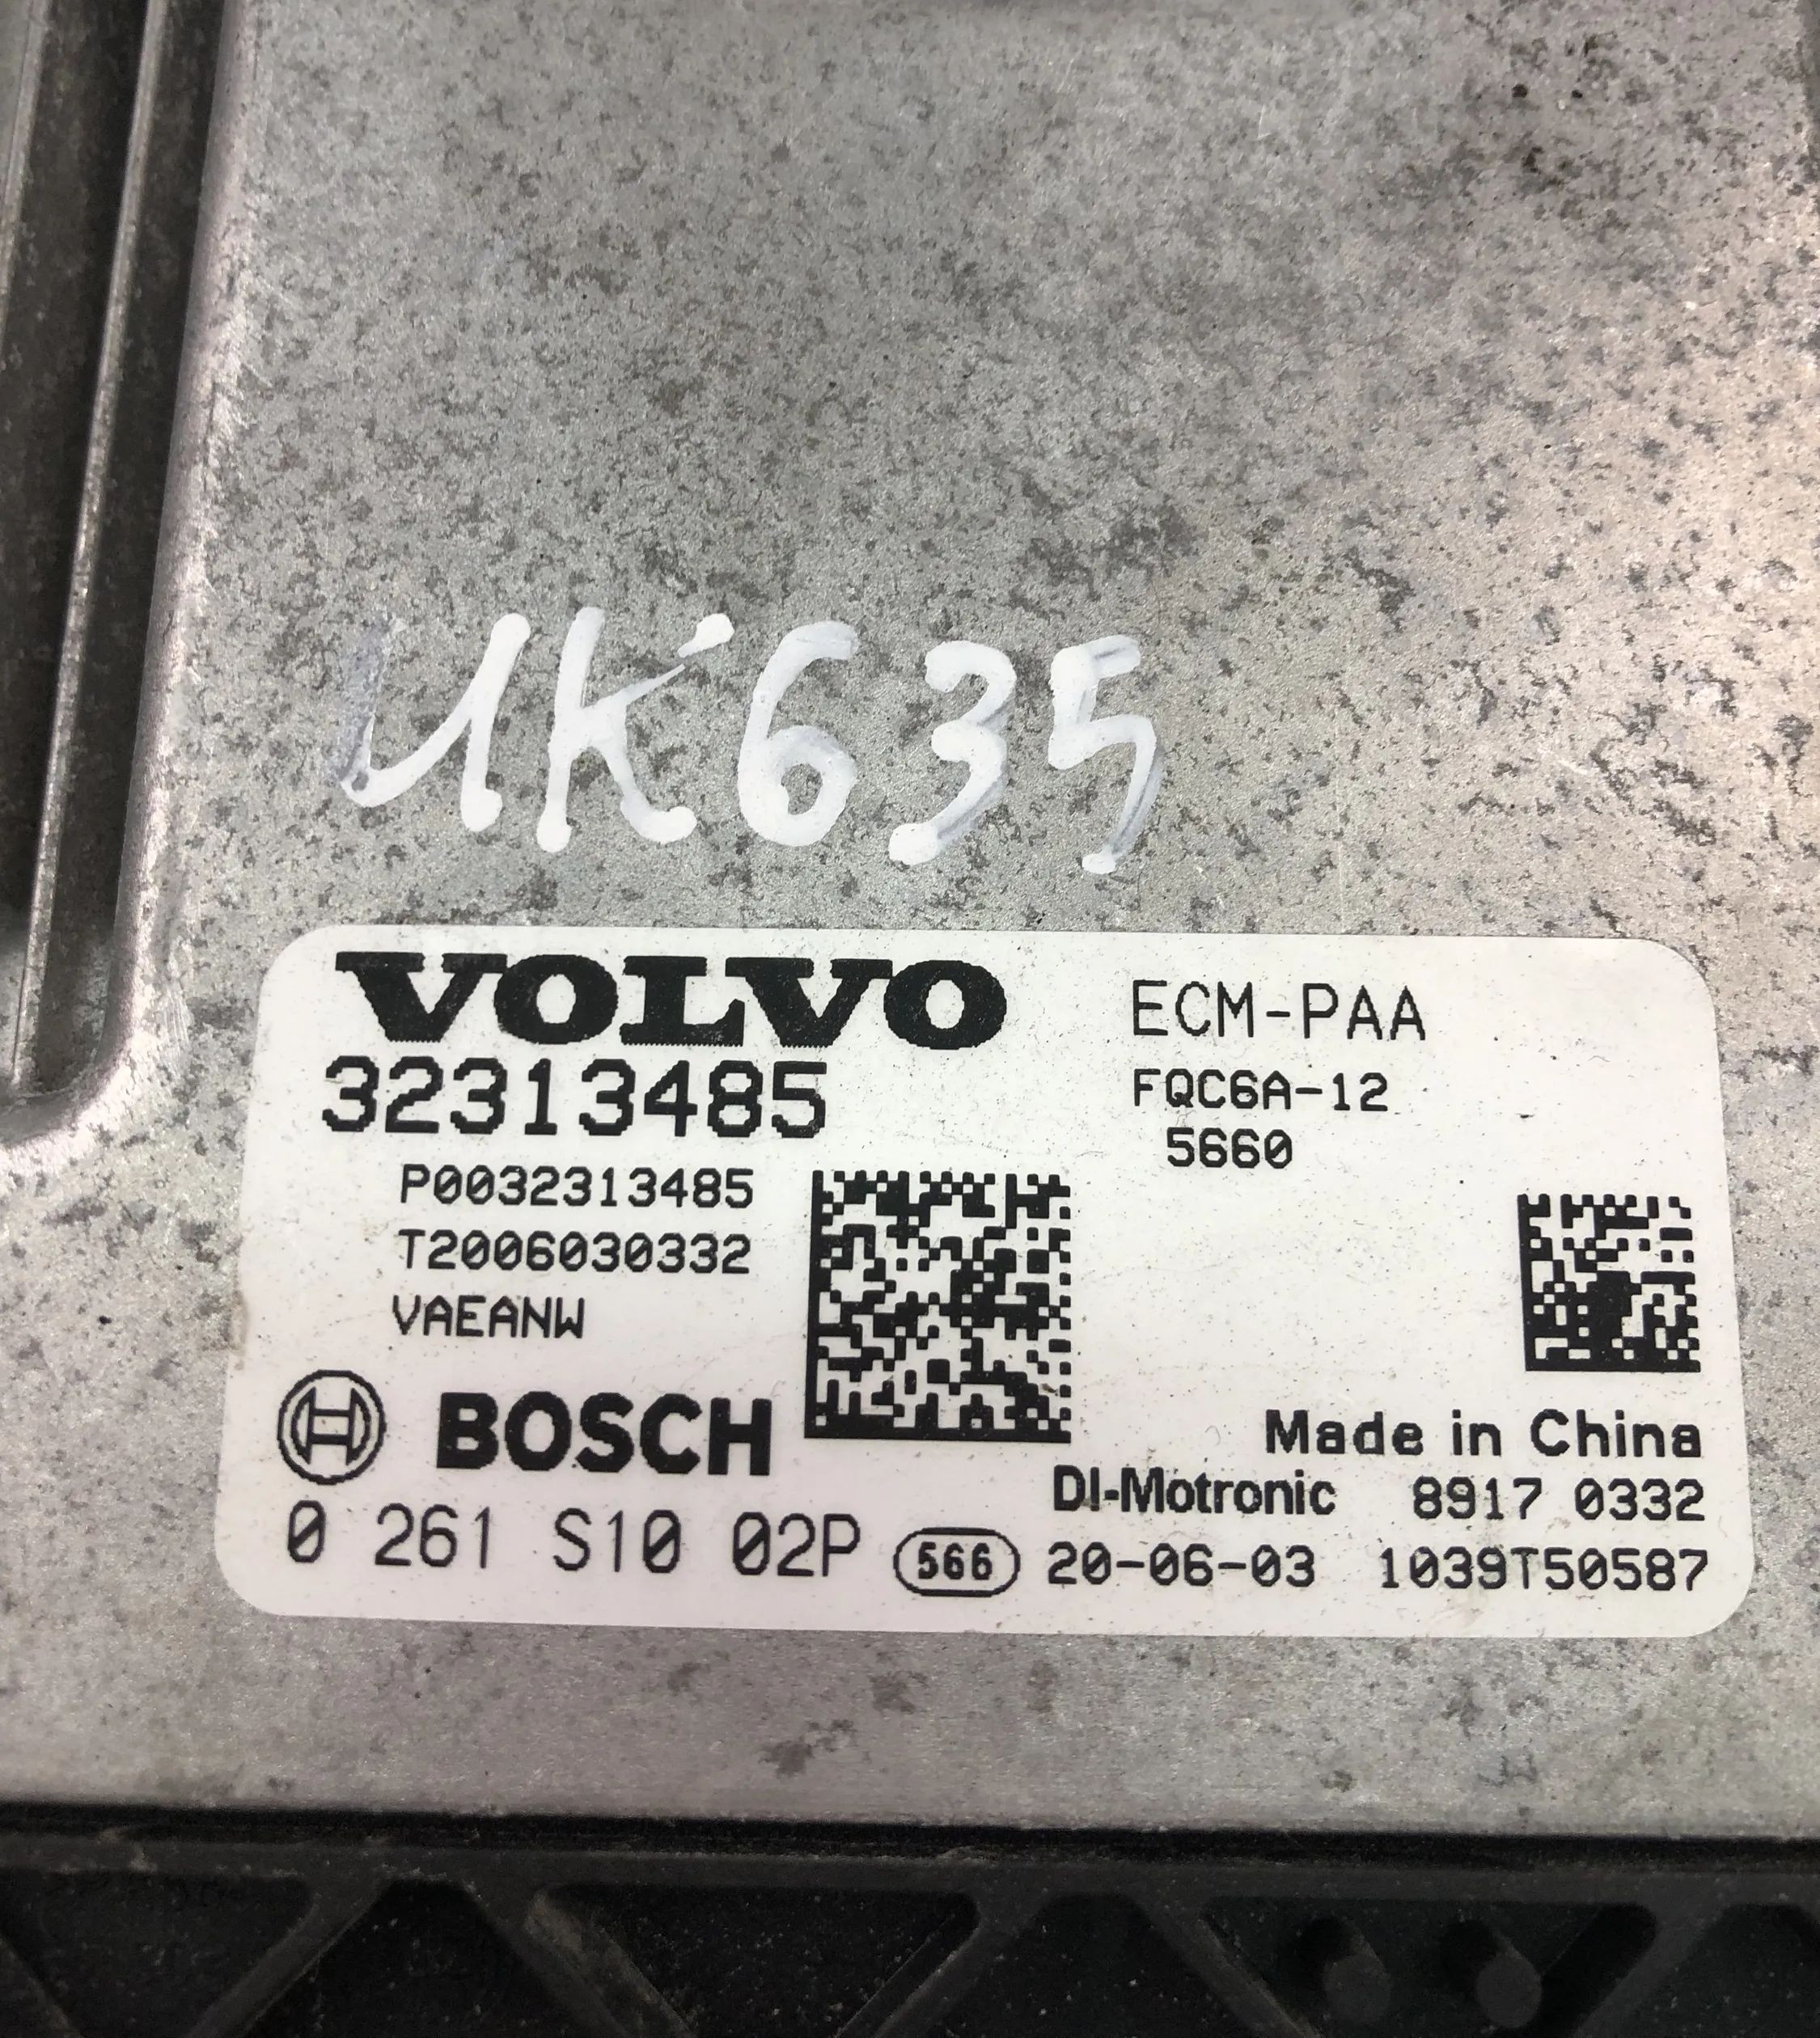 UK635
VOLVO
32313485
P0032313485
T2006030332
VAEANW
BOSCH
0 261 S10 02P
ECM-PAA
FQC6A-12
5660
Made in China
DI-Motronic 8917 0332
566 20-06-03 1039T50587